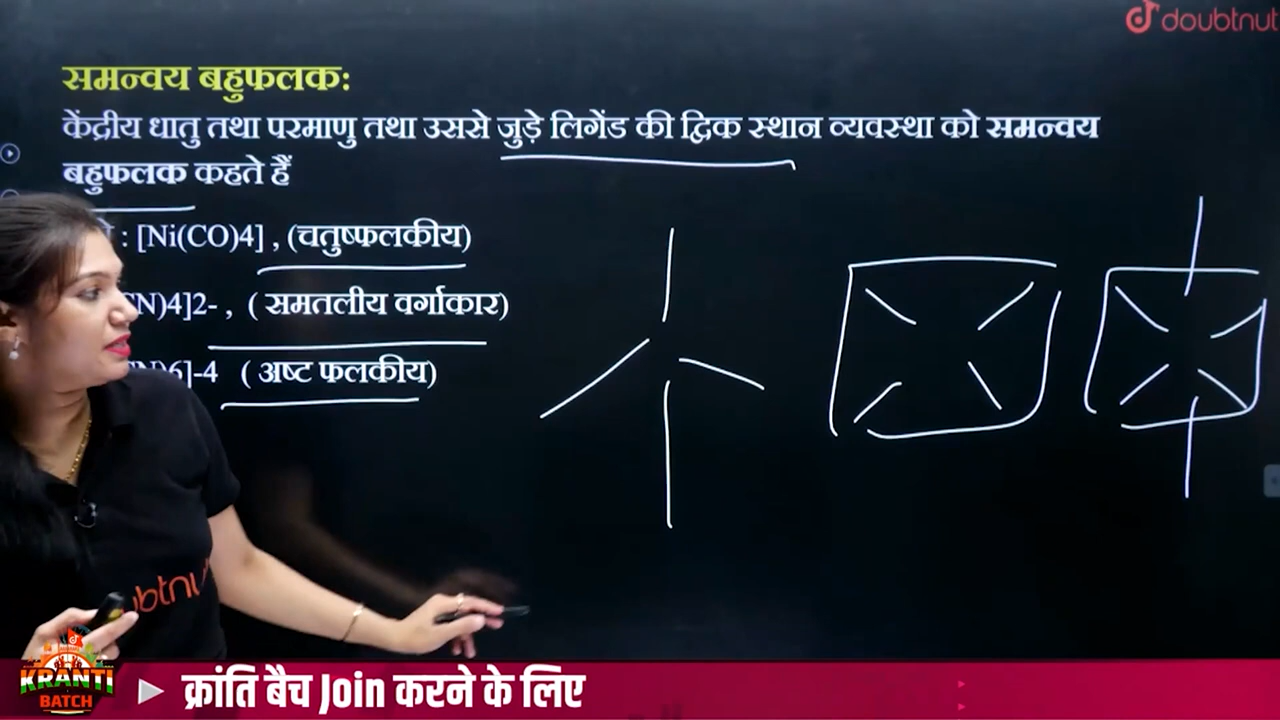 doubtnut
समन्वय बहुफलक:
केंद्रीय धातु तथा परमाणु तथा उससे जुड़े लिगेंड की द्विक स्थान व्यवस्था को समन्वय
बहुफलक कहते हैं
: [Ni(CO)4] , (चतुष्फलकीय)
N)4]2- , ( समतलीय वर्गाकार)
N)6]-4 ( अष्ट फलकीय)
ubtnu
KRANTI
BATCH
क्रांति बैच Join करने के लिए